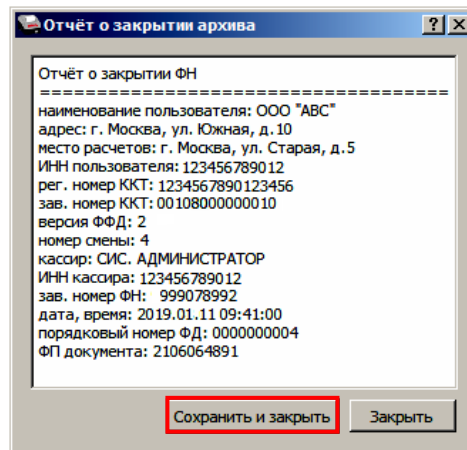 Отчёт о закрытии архива
Отчёт о закрытии ФН
=====================================
наименование пользователя: ООО "АВС"
адрес: г. Москва, ул. Южная, д.10
место расчетов: г. Москва, ул. Старая, д.5
ИНН пользователя: 123456789012
рег. номер ККТ: 1234567890123456
зав. номер ККТ: 00108000000010
версия ФФД: 2
номер смены: 4
кассир: СИС. АДМИНИСТРАТОР
ИНН кассира: 123456789012
зав. номер ФН: 999078992
дата, время: 2019.01.11 09:41:00
порядковый номер ФД: 0000000004
ФП документа: 2106064891
Сохранить и закрыть Закрыть